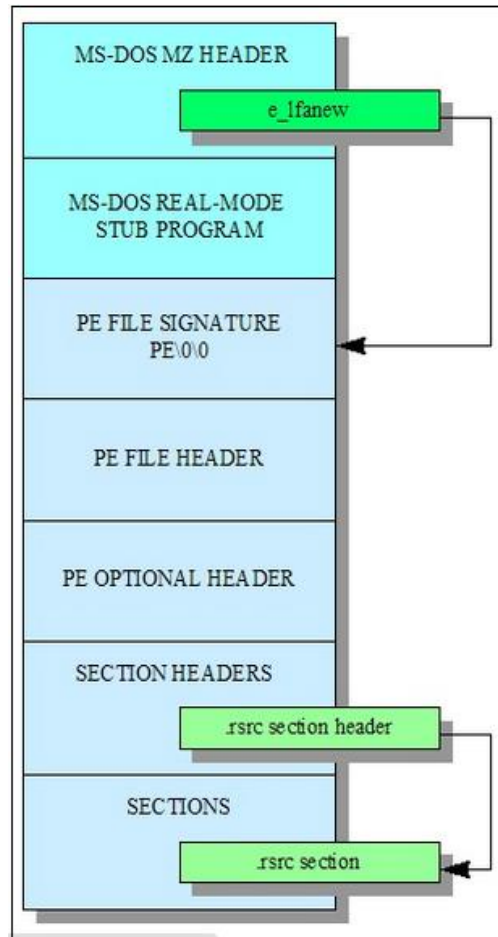 MS-DOS MZ HEADER
e_lfanew
MS-DOS REAL-MODE
STUB PROGRAM
PE FILE SIGNATURE
PE\0\0
PE FILE HEADER
PE OPTIONAL HEADER
SECTION HEADERS
.rsrc section header
SECTIONS
.rsrc section